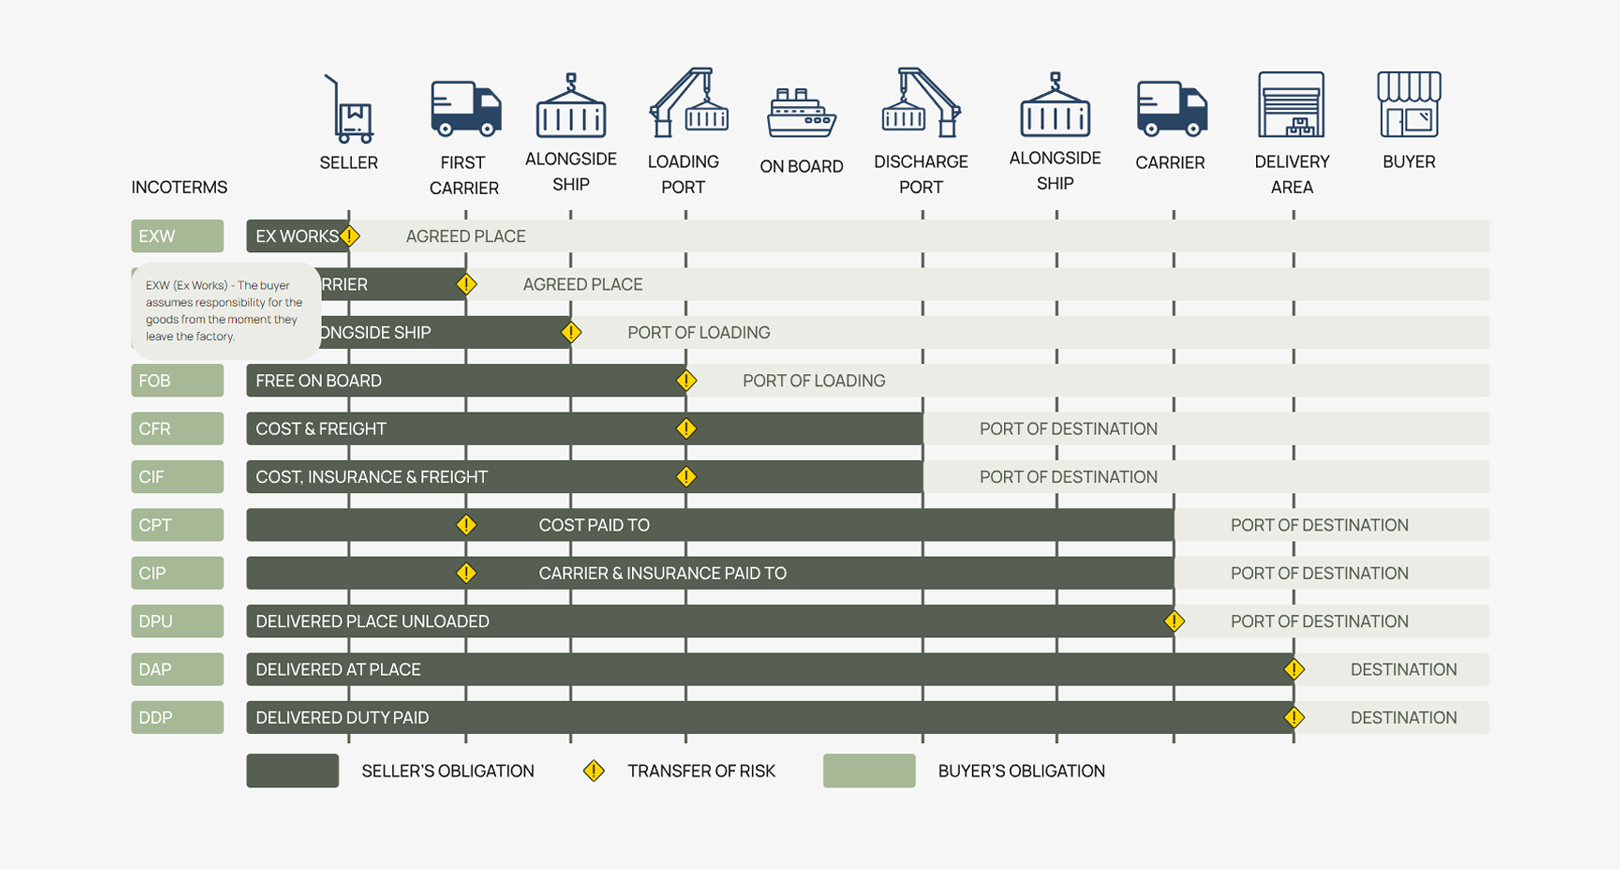 SELLER
FIRST
CARRIER
ALONGSIDE
SHIP
LOADING
PORT
ON BOARD
DISCHARGE
PORT
ALONGSIDE
SHIP
CARRIER
DELIVERY
AREA
BUYER
INCOTERMS
EXW
EX WORKS
AGREED PLACE
EXW (Ex Works) - The buyer
assumes responsibility for the
goods from the moment they
leave the factory.
RRIER
AGREED PLACE
ONGSIDE SHIP
PORT OF LOADING
FOB
FREE ON BOARD
PORT OF LOADING
CFR
COST & FREIGHT
PORT OF DESTINATION
CIF
COST, INSURANCE & FREIGHT
PORT OF DESTINATION
CPT
COST PAID TO
PORT OF DESTINATION
CIP
CARRIER & INSURANCE PAID TO
PORT OF DESTINATION
DPU
DELIVERED PLACE UNLOADED
PORT OF DESTINATION
DAP
DELIVERED AT PLACE
DESTINATION
DDP
DELIVERED DUTY PAID
DESTINATION
SELLER'S OBLIGATION
TRANSFER OF RISK
BUYER'S OBLIGATION